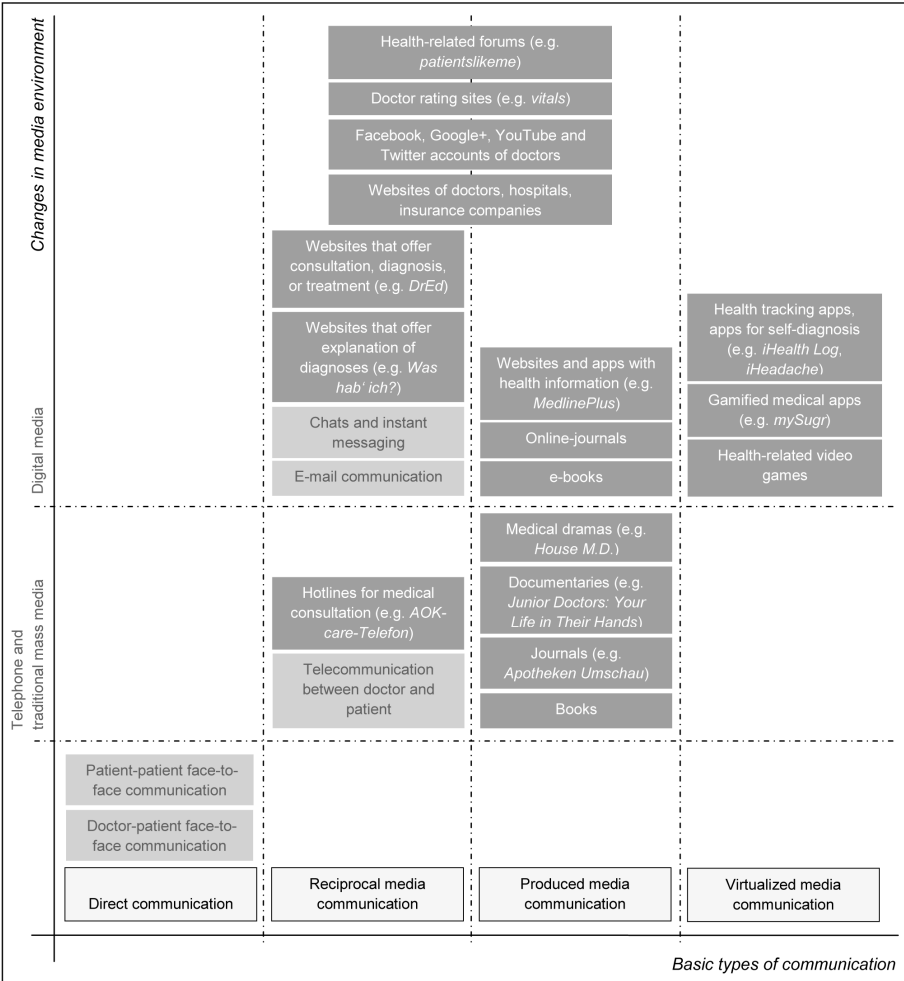 Changes in media environment
Health-related forums (e.g.
patientslikeme)
Doctor rating sites (e.g. vitals)
Facebook, Google+, YouTube and
Twitter accounts of doctors
Websites of doctors, hospitals,
insurance companies
Digital media
Websites that offer
consultation, diagnosis,
or treatment (e.g. DrEd)
Websites that offer
explanation of
diagnoses (e.g. Was
hab‘ ich?)
Chats and instant
messaging
E-mail communication
Websites and apps with
health information (e.g.
MedlinePlus)
Online-journals
e-books
Health tracking apps,
apps for self-diagnosis
(e.g. iHealth Log,
iHeadache)
Gamified medical apps
(e.g. mySugr)
Health-related video
games
Telephone and
traditional mass media
Hotlines for medical
consultation (e.g. AOK-
care-Telefon)
Telecommunication
between doctor and
patient
Medical dramas (e.g.
House M.D.)
Documentaries (e.g.
Junior Doctors: Your
Life in Their Hands)
Journals (e.g.
Apotheken Umschau)
Books
Patient-patient face-to-
face communication
Doctor-patient face-to-
face communication
Direct communication
Reciprocal media
communication
Produced media
communication
Virtualized media
communication
Basic types of communication